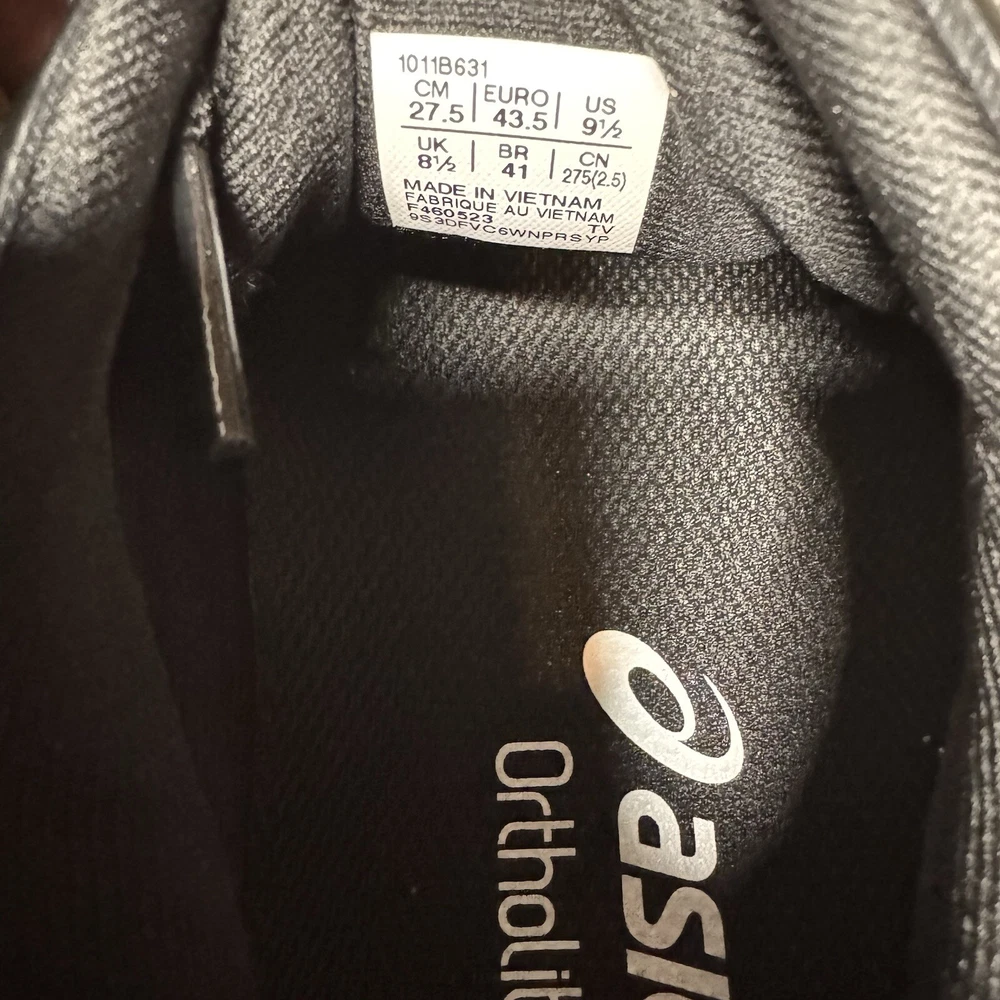 1011B631
CM | EURO | US
27.5 | 43.5 | 9½
UK | BR | CN
8½ | 41 | 275(2.5)
MADE IN VIETNAM
FABRIQUE AU VIETNAM
F460523 TV
9S3DFVC6WNPRSYP
asic
Ortholit